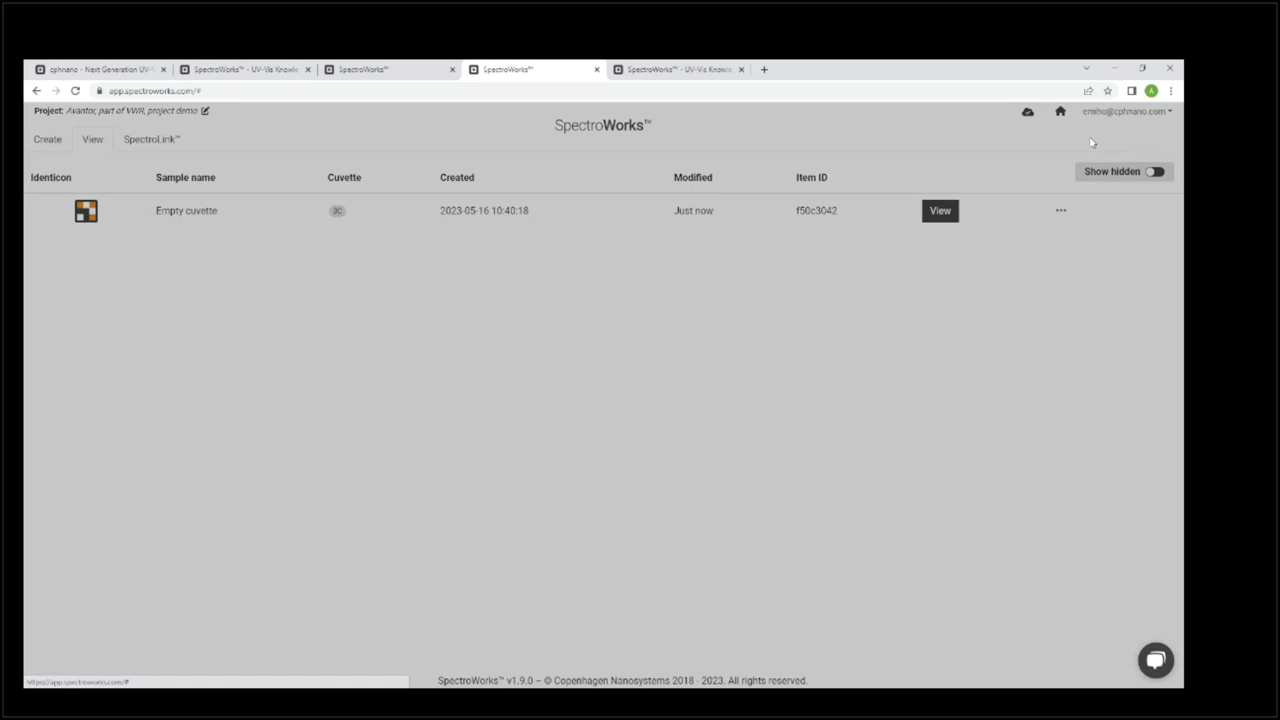 cphnano - Next Generation UV-
SpectroWorks™ - UV-Vis Knowle
SpectroWorks™
SpectroWorks™
SpectroWorks™ - UV-Vis Knowle
app.spectroworks.com/#
A
Project: Avantor, part of VWR, project demo
SpectroWorks™
emiho@cphnano.com
Create
View
SpectroLink™
Show hidden
Identicon Sample name Cuvette Created Modified Item ID
Empty cuvette 3C 2023-05-16 10:40:18 Just now f50c3042 View ...
https://app.spectroworks.com/#
SpectroWorks™ v1.9.0 – © Copenhagen Nanosystems 2018 - 2023. All rights reserved.